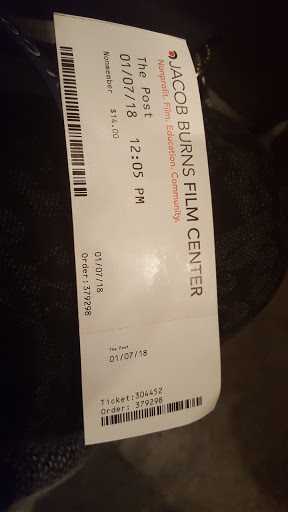 JACOB BURNS FILM CENTER
Nonprofit. Film. Education. Community.
The Post
01/07/18 12:05 PM
Nonmember $14.00
01/07/18
Order:379298
The Post
01/07/18
Ticket:304452
Order: 379298